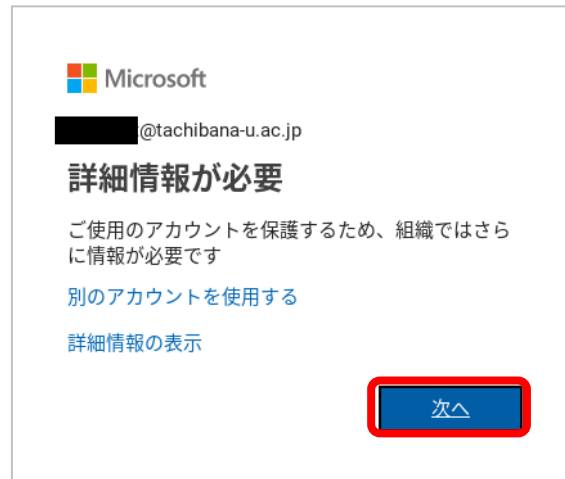 Microsoft
@tachibana-u.ac.jp
詳細情報が必要
ご使用のアカウントを保護するため、組織ではさら
に情報が必要です
別のアカウントを使用する
詳細情報の表示
次へ